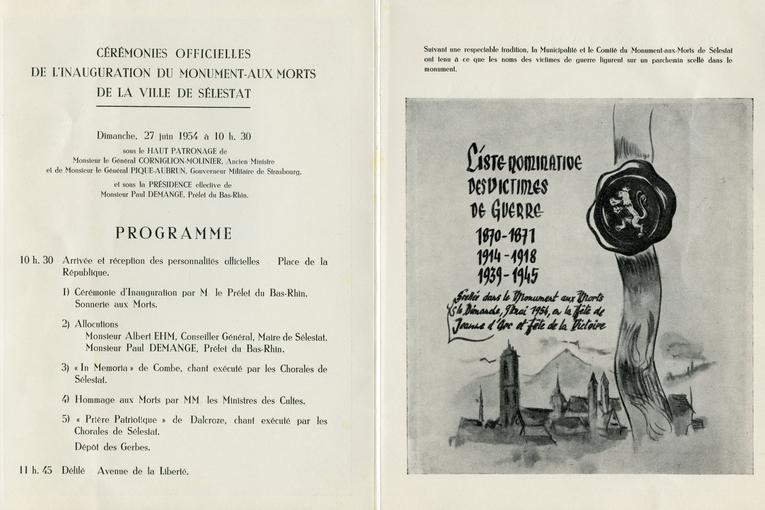 CÉRÉMONIES OFFICIELLES
DE L'INAUGURATION DU MONUMENT-AUX MORTS
DE LA VILLE DE SÉLESTAT
Dimanche, 27 juin 1954 à 10 h. 30
sous le HAUT PATRONAGE de
Monsieur le Général CORNIGLION-MOLINIER, Ancien Ministre
et de Monsieur le Général PIQUE-AUBRUN, Gouverneur Militaire de Strasbourg,
et sous la PRÉSIDENCE effective de
Monsieur Paul DEMANGE, Préfet du Bas-Rhin.
PROGRAMME
10 h. 30 Arrivée et réception des personnalités officielles Place de la
République.
1) Cérémonie d'Inauguration par M le Préfet du Bas-Rhin.
Sonnerie aux Morts.
2) Allocutions
Monsieur Albert EHM, Conseiller Général, Maire de Sélestat.
Monsieur Paul DEMANGE, Préfet du Bas-Rhin.
3) « In Memoria » de Combe, chant exécuté par les Chorales de
Sélestat.
4) Hommage aux Morts par MM les Ministres des Cultes.
5) « Prière Patriotique » de Dalcroze, chant exécuté par les
Chorales de Sélestat.
Dépôt des Gerbes.
11 h. 45 Défilé Avenue de la Liberté.
Suivant une respectable tradition, la Municipalité et le Comité du Monument-aux-Morts de Sélestat
ont tenu à ce que les noms des victimes de guerre figurent sur un parchemin scellé dans le
monument.
LISTE NOMINATIVE
DES VICTIMES
DE GUERRE
1870-1871
1914-1918
1939-1945
Scellée dans le Monument aux Morts
le Dimanche, 9 mai 1954, en la Fête de
Jeanne d'Arc et Fête de la Victoire